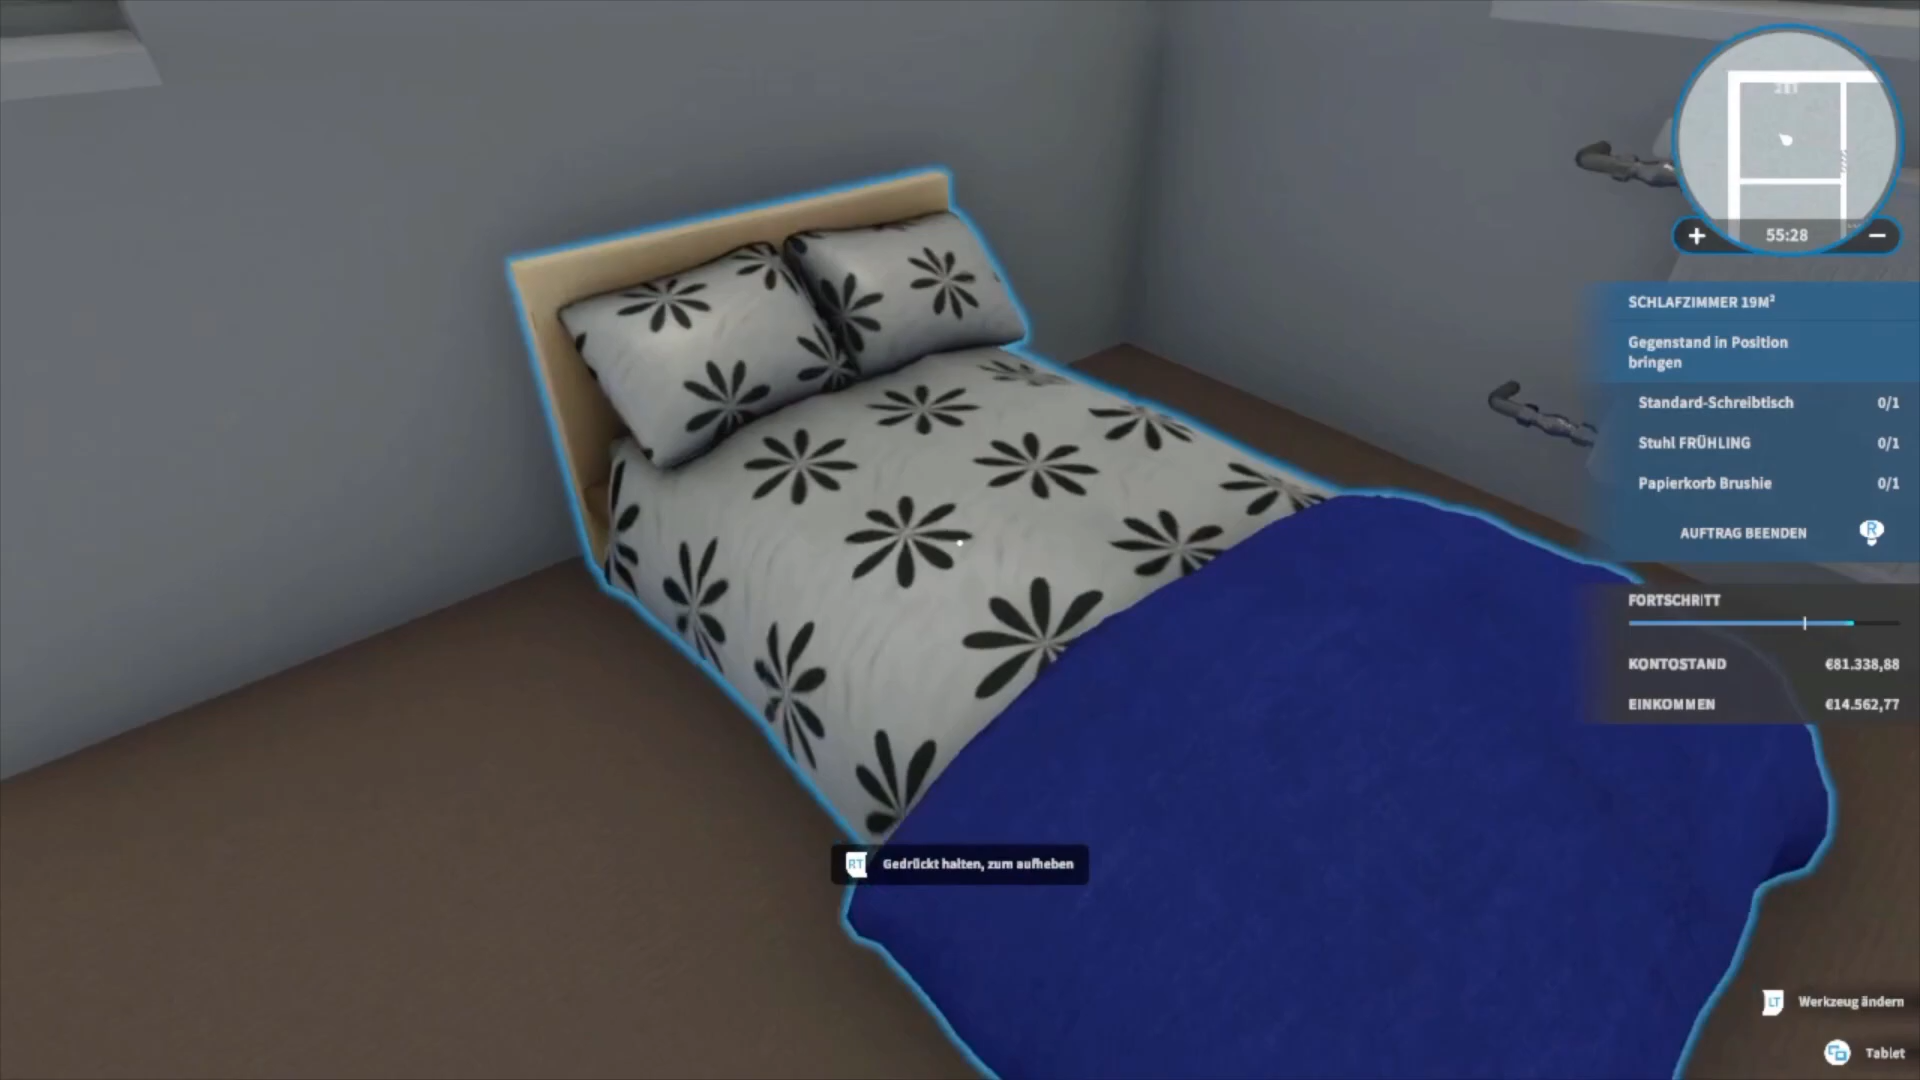 55:28
SCHLAFZIMMER 19M²
Gegenstand in Position
bringen
Standard-Schreibtisch 0/1
Stuhl FRÜHLING 0/1
Papierkorb Brushie 0/1
AUFTRAG BEENDEN R
FORTSCHRITT
KONTOSTAND €81.338,88
EINKOMMEN €14.562,77
RT Gedrückt halten, zum aufheben
LT Werkzeug ändern
Tablet